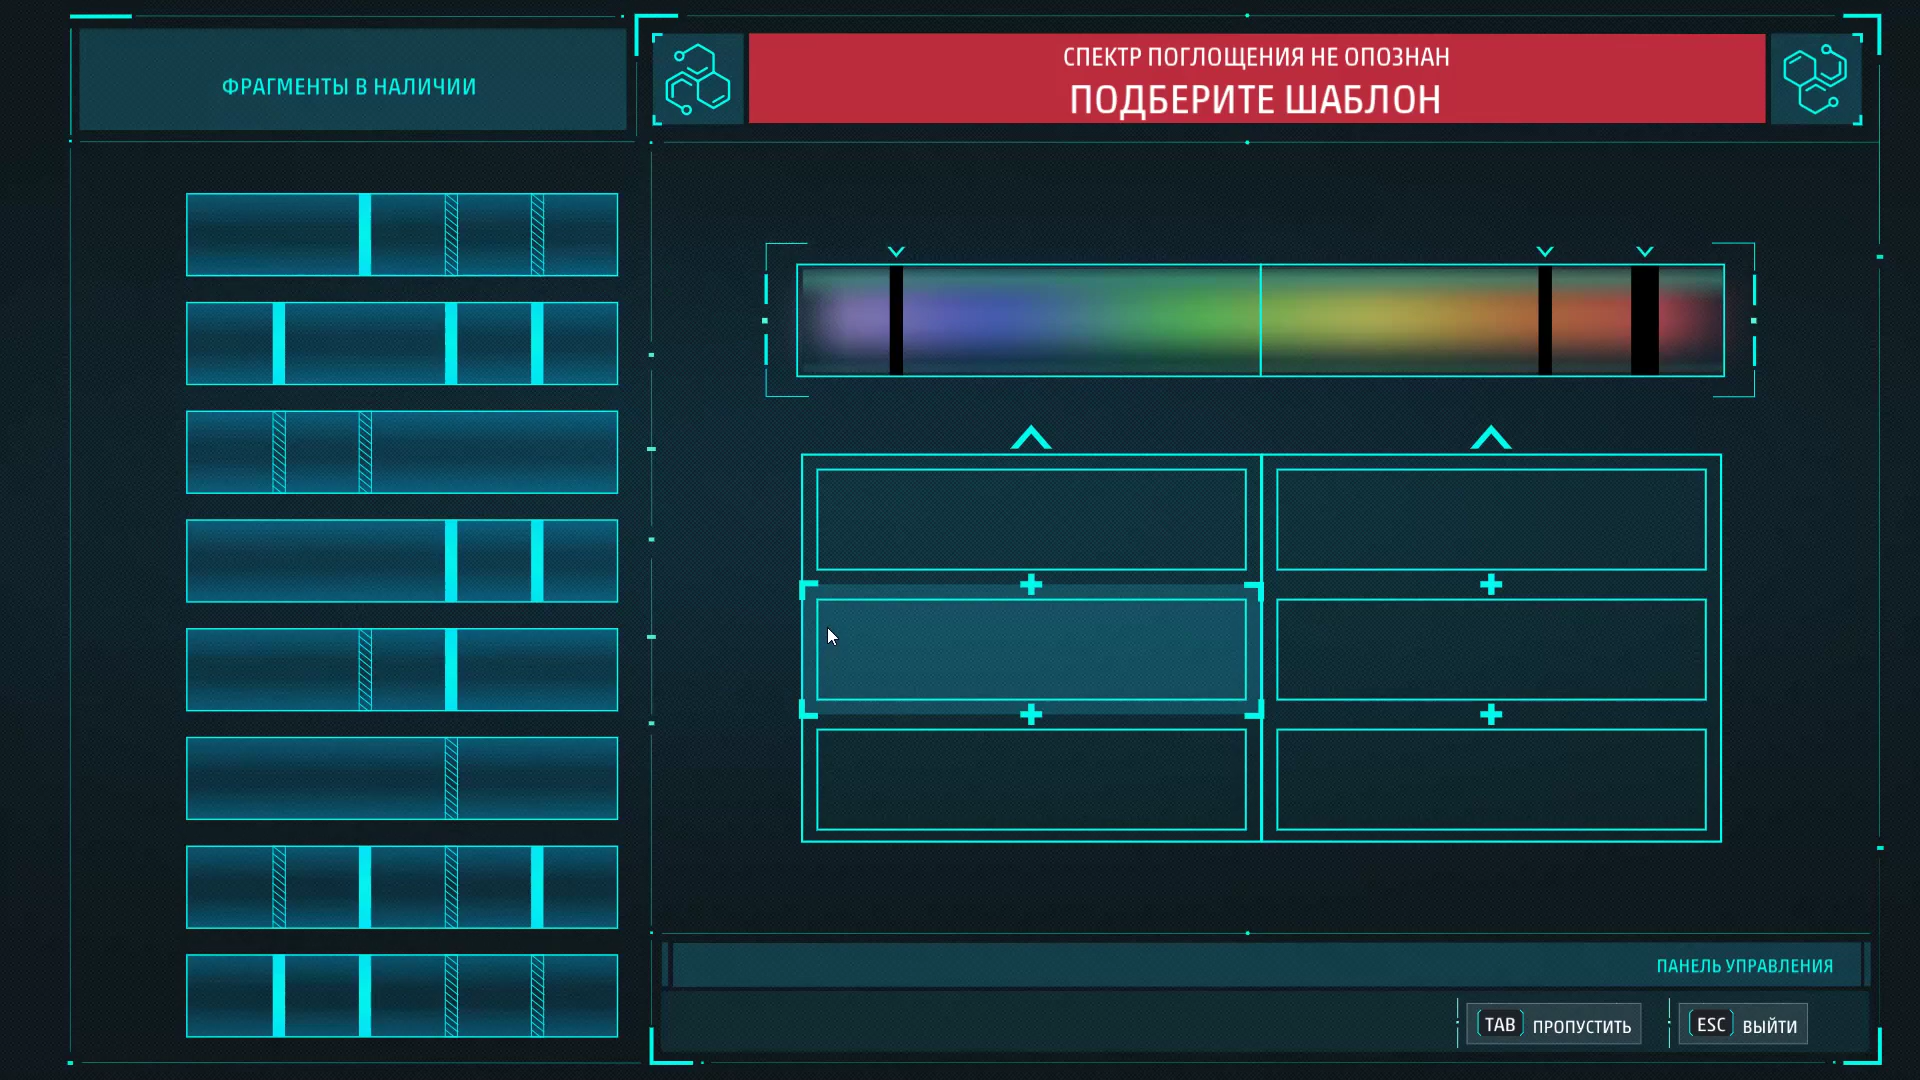 ФРАГМЕНТЫ В НАЛИЧИИ
СПЕКТР ПОГЛОЩЕНИЯ НЕ ОПОЗНАН
ПОДБЕРИТЕ ШАБЛОН
ПАНЕЛЬ УПРАВЛЕНИЯ
TAB ПРОПУСТИТЬ
ESC ВЫЙТИ